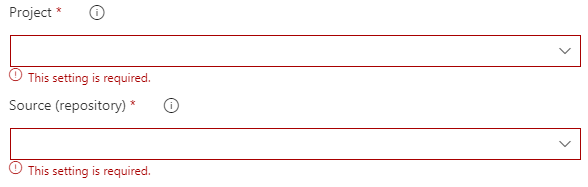 Project *
This setting is required.
Source (repository) *
This setting is required.